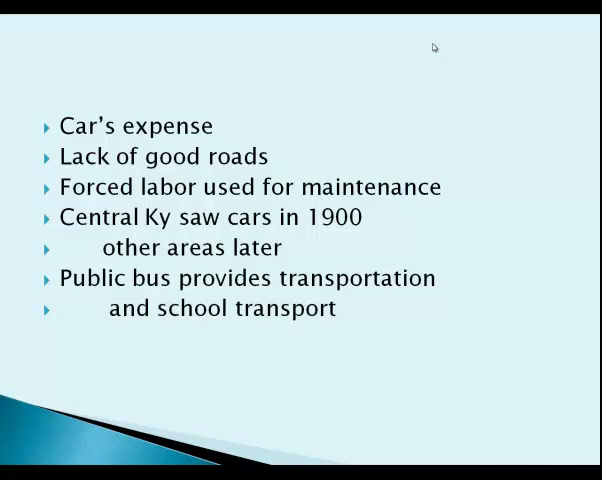 Car's expense
Lack of good roads
Forced labor used for maintenance
Central Ky saw cars in 1900
other areas later
Public bus provides transportation
and school transport